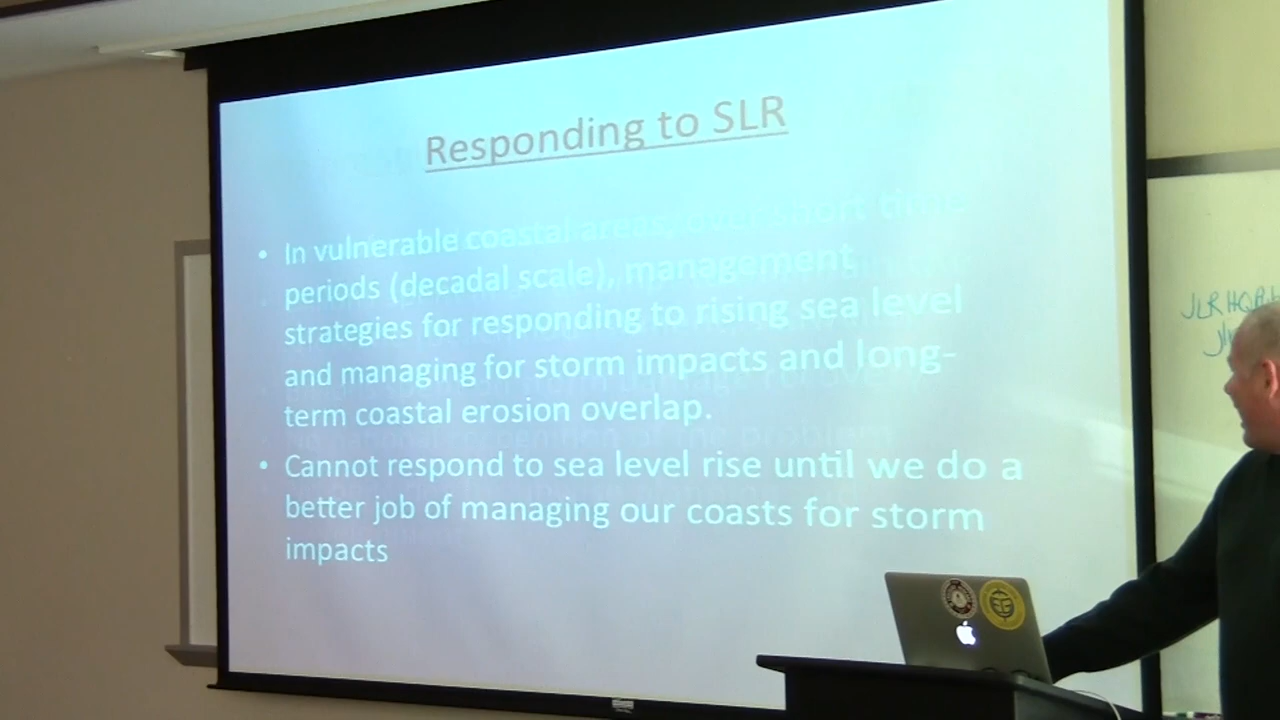 Responding to SLR
• In vulnerable coastal areas, over short time
periods (decadal scale), management
strategies for responding to rising sea level
and managing for storm impacts and long-
term coastal erosion overlap.
• Cannot respond to sea level rise until we do a
better job of managing our coasts for storm
impacts